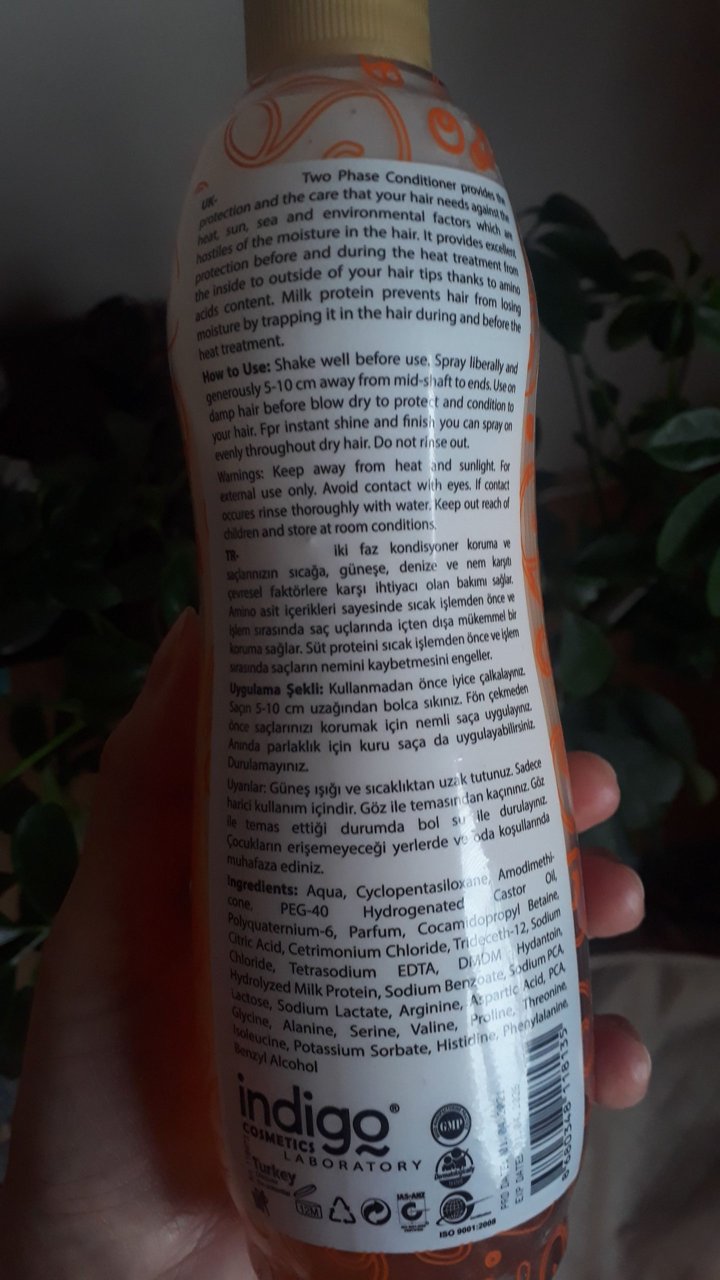 UK- Two Phase Conditioner provides the
protection and the care that your hair needs against the
heat, sun, sea and environmental factors which are
hostiles of the moisture in the hair. It provides excellent
protection before and during the heat treatment from
the inside to outside of your hair tips thanks to amino
acids content. Milk protein prevents hair from losing
moisture by trapping it in the hair during and before the
heat treatment.
How to Use: Shake well before use. Spray liberally and
generously 5-10 cm away from mid-shaft to ends. Use on
damp hair before blow dry to protect and condition to
your hair. Fpr instant shine and finish you can spray on
evenly throughout dry hair. Do not rinse out.
Warnings: Keep away from heat and sunlight. For
external use only. Avoid contact with eyes. If contact
occures rinse thoroughly with water. Keep out reach of
children and store at room conditions.
TR- iki faz kondisyoner koruma ve
saçlarınızın sıcağa, güneşe, denize ve nem karşıtı
çevresel faktörlere karşı ihtiyacı olan bakımı sağlar.
Amino asit içerikleri sayesinde sıcak işlemden önce ve
işlem sırasında saç uçlarında içten dışa mükemmel bir
koruma sağlar. Süt proteini sıcak işlemden önce ve işlem
sırasında saçların nemini kaybetmesini engeller.
Uygulama Şekli: Kullanmadan önce iyice çalkalayınız.
Saçın 5-10 cm uzağından bolca sıkınız. Fön çekmeden
önce saçlarınızı korumak için nemli saça uygulayınız.
Anında parlaklık için kuru saça da uygulayabilirsiniz.
Durulamayınız.
Uyarılar: Güneş ışığı ve sıcaklıktan uzak tutunuz. Sadece
harici kullanım içindir. Göz ile temasından kaçınınız. Göz
ile temas ettiği durumda bol su ile durulayınız.
Çocukların erişemeyeceği yerlerde ve oda koşullarında
muhafaza ediniz.
Ingredients: Aqua, Cyclopentasiloxane, Amodimethi-
cone, PEG-40 Hydrogenated Castor Oil,
Polyquaternium-6, Parfum, Cocamidopropyl Betaine,
Citric Acid, Cetrimonium Chloride, Trideceth-12, Sodium
Chloride, Tetrasodium EDTA, DMDM Hydantoin,
Hydrolyzed Milk Protein, Sodium Benzoate, Sodium PCA,
Lactose, Sodium Lactate, Arginine, Aspartic Acid, PCA,
Glycine, Alanine, Serine, Valine, Proline, Threonine,
Isoleucine, Potassium Sorbate, Histidine, Phenylalanine,
Benzyl Alcohol
indigo®
COSMETICS
LABORATORY
Turkey
GMP
12M
IAS-ANZ
ISO 9001:2008
PRO DATE:
EXP DATE:
8 680348 118135